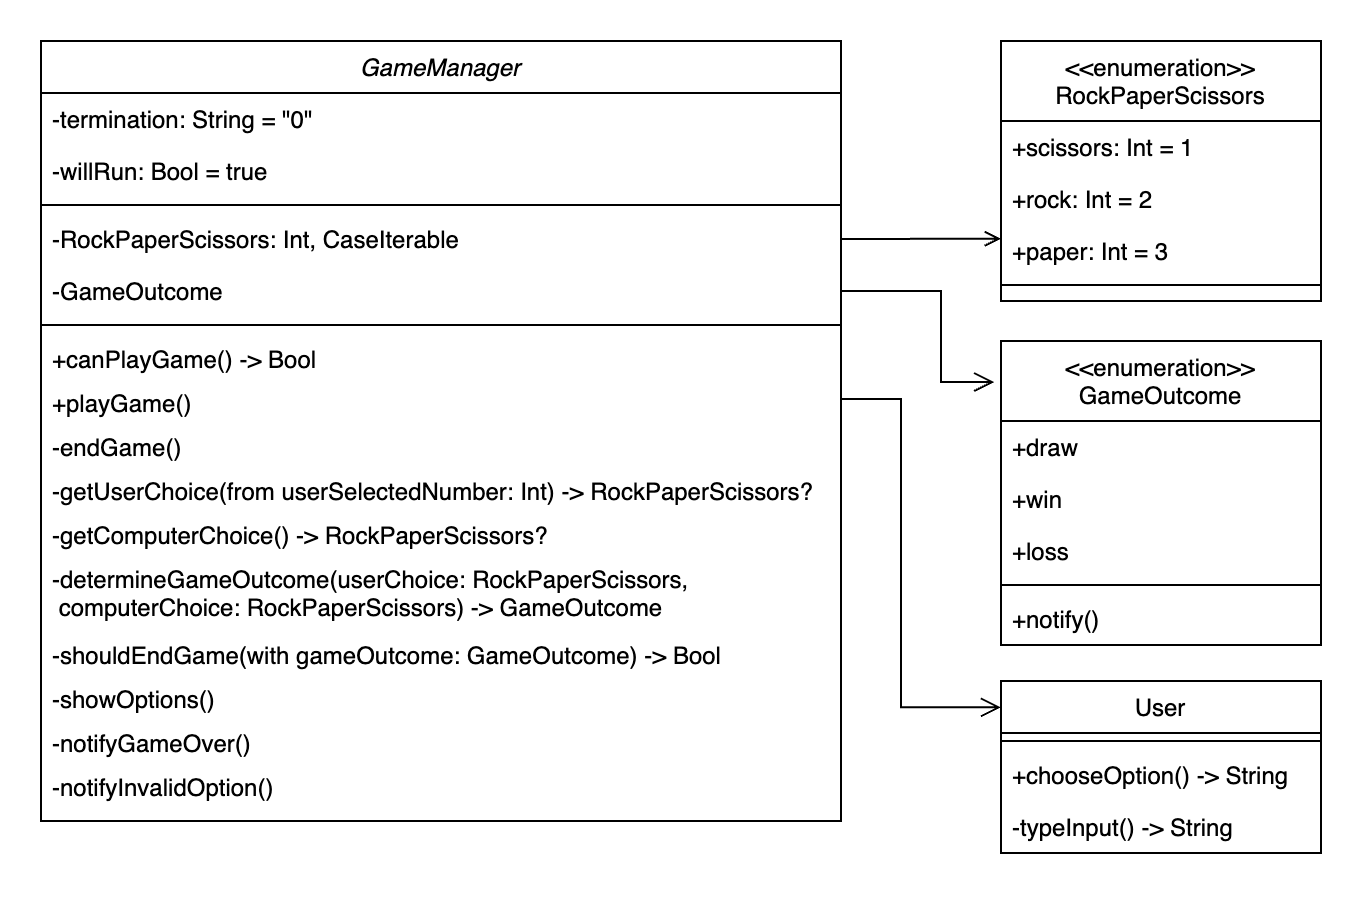 GameManager
-termination: String = "0"
-willRun: Bool = true
-RockPaperScissors: Int, CaseIterable
-GameOutcome
+canPlayGame() -> Bool
+playGame()
-endGame()
-getUserChoice(from userSelectedNumber: Int) -> RockPaperScissors?
-getComputerChoice() -> RockPaperScissors?
-determineGameOutcome(userChoice: RockPaperScissors,
computerChoice: RockPaperScissors) -> GameOutcome
-shouldEndGame(with gameOutcome: GameOutcome) -> Bool
-showOptions()
-notifyGameOver()
-notifyInvalidOption()
<<enumeration>>
RockPaperScissors
+scissors: Int = 1
+rock: Int = 2
+paper: Int = 3
<<enumeration>>
GameOutcome
+draw
+win
+loss
+notify()
User
+chooseOption() -> String
-typeInput() -> String